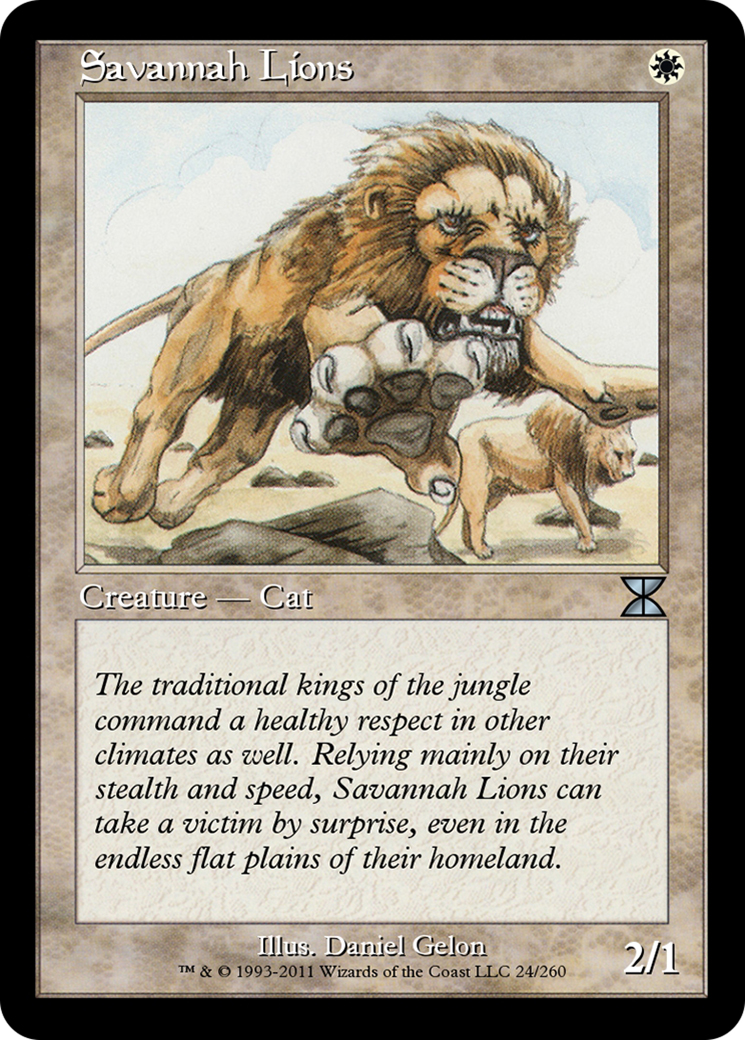 Savannah Lions
Creature — Cat
The traditional kings of the jungle
command a healthy respect in other
climates as well. Relying mainly on their
stealth and speed, Savannah Lions can
take a victim by surprise, even in the
endless flat plains of their homeland.
Illus. Daniel Gelon
™ & © 1993-2011 Wizards of the Coast LLC 24/260
2/1